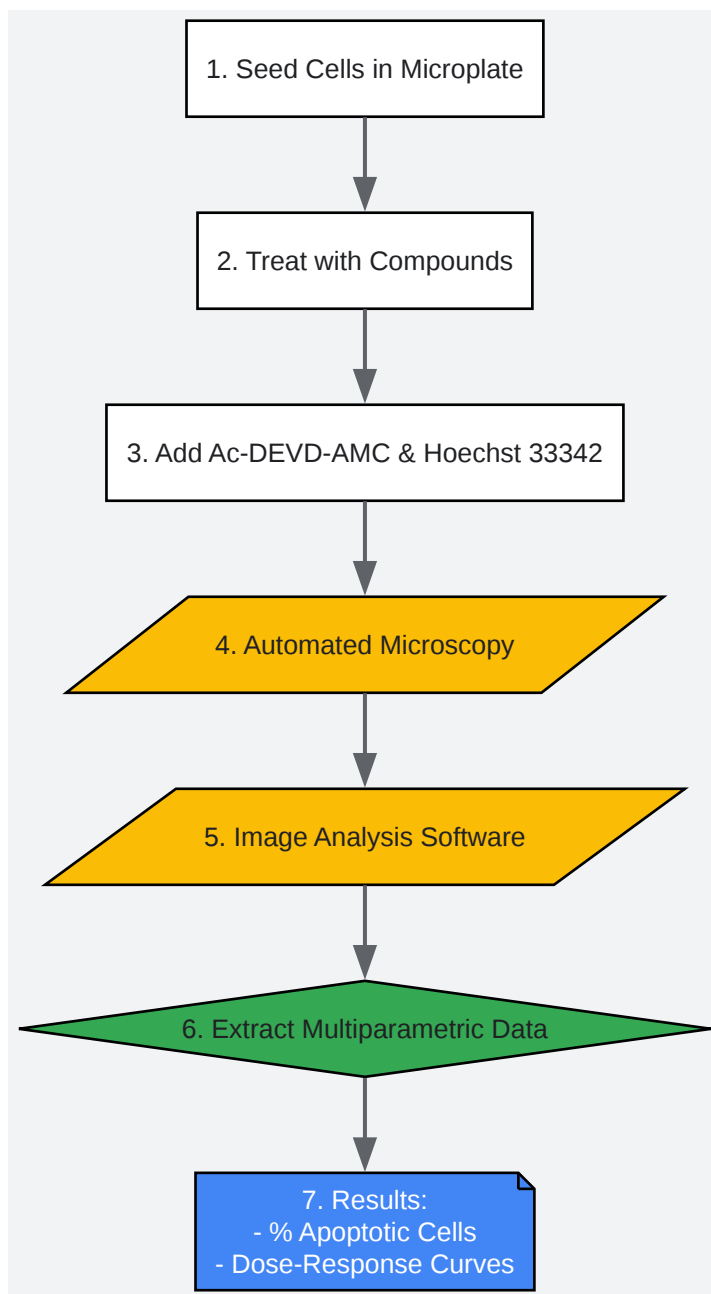 1. Seed Cells in Microplate
2. Treat with Compounds
3. Add Ac-DEVD-AMC & Hoechst 33342
4. Automated Microscopy
5. Image Analysis Software
6. Extract Multiparametric Data
7. Results:
- % Apoptotic Cells
- Dose-Response Curves